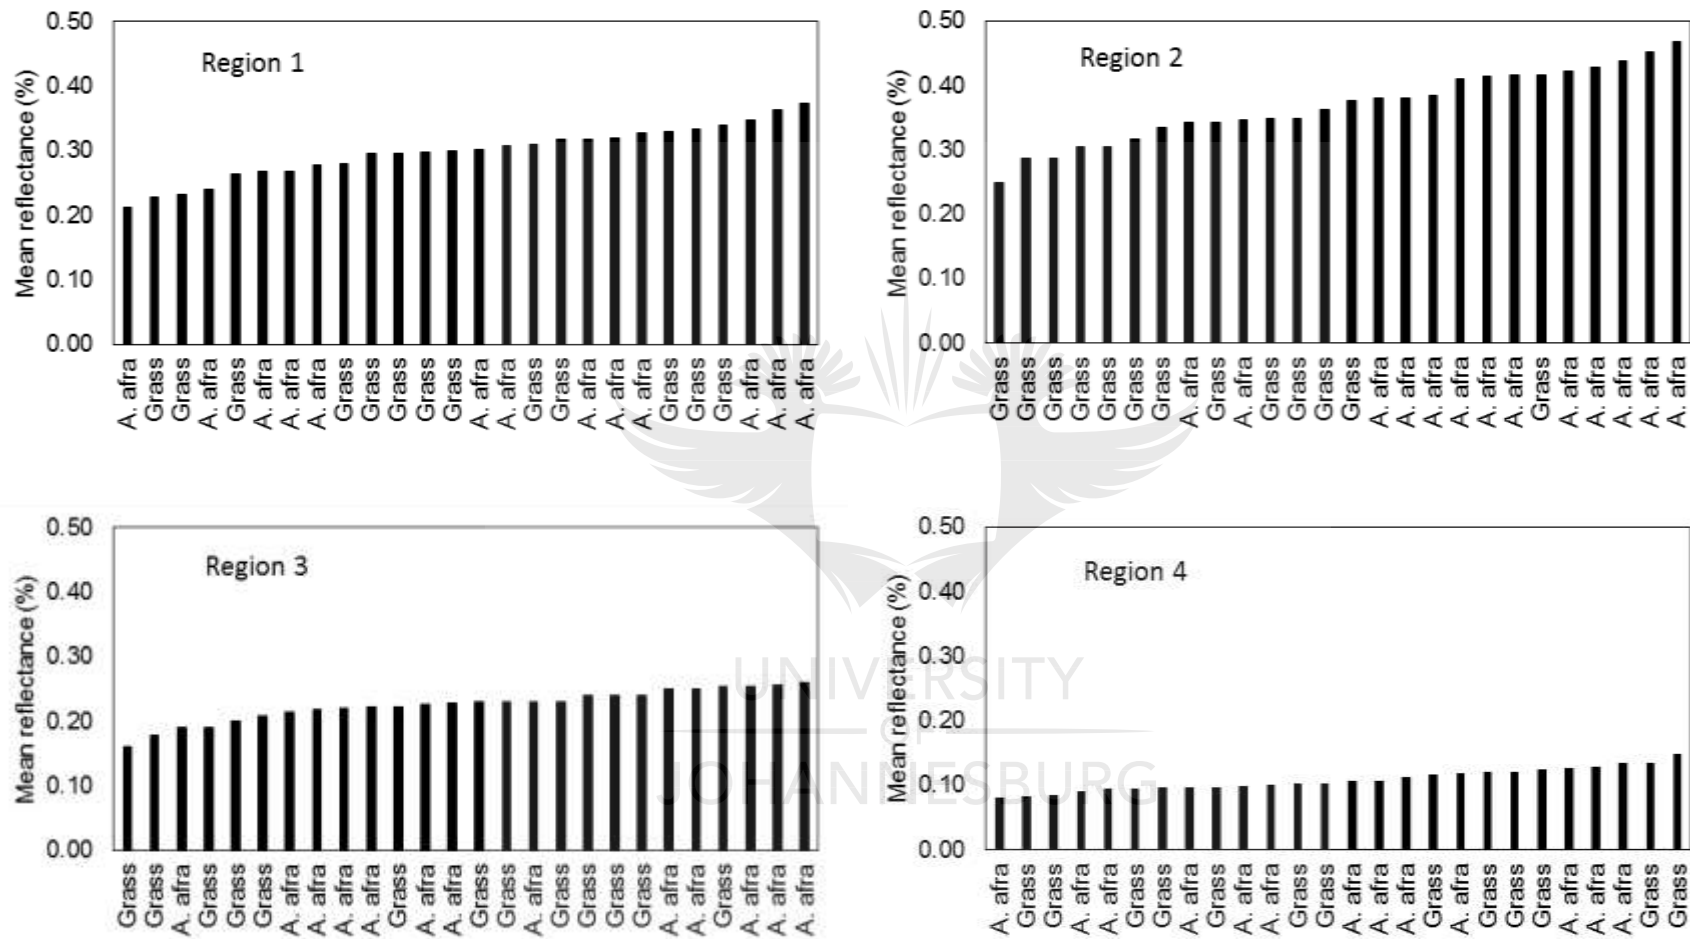 Region 1
Mean reflectance (%)
0.50
0.40
0.30
0.20
0.10
0.00
A. afra
Grass
Grass
A. afra
Grass
A. afra
A. afra
A. afra
Grass
Grass
Grass
Grass
Grass
A. afra
A. afra
Grass
Grass
A. afra
A. afra
A. afra
Grass
Grass
Grass
A. afra
A. afra
A. afra
Region 2
Mean reflectance (%)
0.50
0.40
0.30
0.20
0.10
0.00
Grass
Grass
Grass
Grass
Grass
Grass
Grass
A. afra
Grass
A. afra
Grass
Grass
Grass
Grass
A. afra
A. afra
A. afra
A. afra
A. afra
A. afra
Grass
A. afra
A. afra
A. afra
A. afra
A. afra
Region 3
Mean reflectance (%)
0.50
0.40
0.30
0.20
0.10
0.00
Grass
Grass
A. afra
Grass
Grass
Grass
A. afra
A. afra
A. afra
A. afra
Grass
A. afra
A. afra
Grass
Grass
A. afra
Grass
Grass
Grass
Grass
A. afra
A. afra
Grass
A. afra
A. afra
A. afra
Region 4
Mean reflectance (%)
0.50
0.40
0.30
0.20
0.10
0.00
A. afra
Grass
Grass
A. afra
A. afra
Grass
Grass
A. afra
Grass
A. afra
A. afra
Grass
Grass
A. afra
A. afra
A. afra
Grass
A. afra
Grass
Grass
Grass
A. afra
A. afra
A. afra
Grass
Grass
UNIVERSITY
OF
JOHANNESBURG